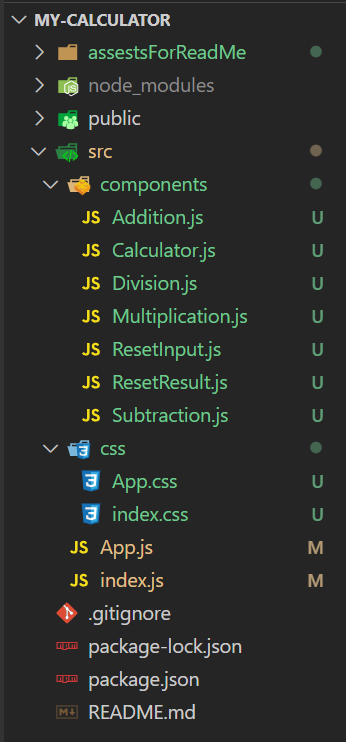 MY-CALCULATOR
assestsForReadMe
node_modules
public
src
components
JS Addition.js U
JS Calculator.js U
JS Division.js U
JS Multiplication.js U
JS ResetInput.js U
JS ResetResult.js U
JS Subtraction.js U
css
App.css U
index.css U
JS App.js M
JS index.js M
.gitignore
package-lock.json
package.json
README.md